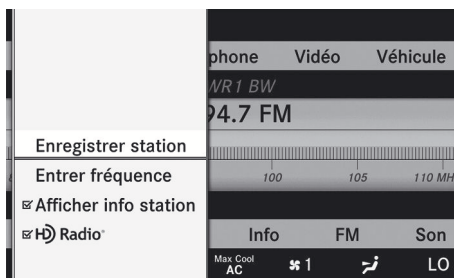 phone Vidéo Véhicule
WR1 BW
94.7 FM
Enregistrer station
100 105 110 MH
Entrer fréquence
Afficher info station
HD Radio
Info FM Son
Max Cool
AC 1 LO